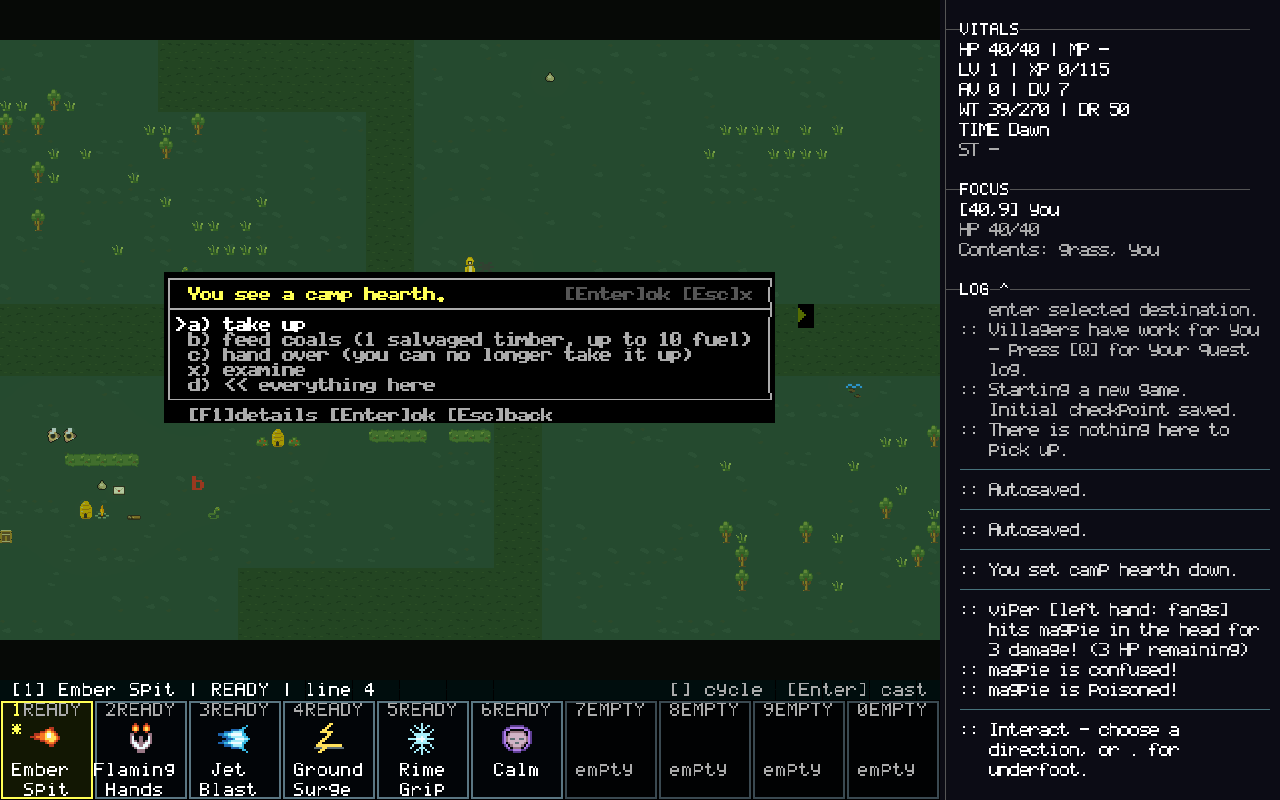 VITALS
HP 40/40 | MP -
LV 1 | XP 0/115
AV 0 | DV 7
WT 39/270 | DR 50
TIME Dawn
ST -
FOCUS
[40,9] You
HP 40/40
Contents: grass, You
LOG ^
enter selected destination.
:: Villagers have work for you
- Press [Q] for your quest
log.
:: Starting a new game.
Initial checkpoint saved.
:: There is nothing here to
pick up.
:: Autosaved.
:: Autosaved.
:: You set camp hearth down.
:: viper [left hand: fangs]
hits magpie in the head for
3 damage! (3 HP remaining)
:: magpie is confused!
:: magpie is Poisoned!
:: Interact - choose a
direction, or . for
underfoot.
You see a camp hearth. [Enter]ok [Esc]x
>a) take up
b) feed coals (1 salvaged timber, up to 10 fuel)
c) hand over (you can no longer take it up)
x) examine
d) << everything here
[F1]details [Enter]ok [Esc]back
b
[1] Ember Spit | READY | line 4 [] cycle [Enter] cast
1READY 2READY 3READY 4READY 5READY 6READY 7EMPTY 8EMPTY 9EMPTY 0EMPTY
*
Ember Flaming Jet Ground Rime Calm empty empty empty empty
Spit Hands Blast Surge Grip